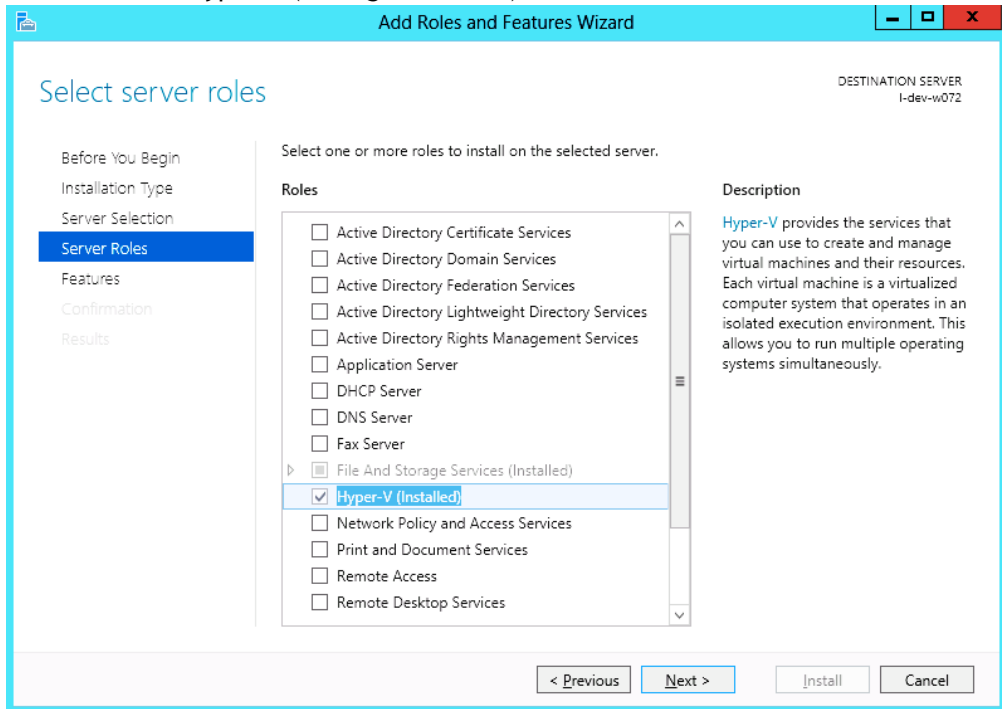 Add Roles and Features Wizard
Select server roles
DESTINATION SERVER
l-dev-w072
Before You Begin
Installation Type
Server Selection
Server Roles
Features
Confirmation
Results
Select one or more roles to install on the selected server.
Roles
Active Directory Certificate Services
Active Directory Domain Services
Active Directory Federation Services
Active Directory Lightweight Directory Services
Active Directory Rights Management Services
Application Server
DHCP Server
DNS Server
Fax Server
File And Storage Services (Installed)
Hyper-V (Installed)
Network Policy and Access Services
Print and Document Services
Remote Access
Remote Desktop Services
Description
Hyper-V provides the services that
you can use to create and manage
virtual machines and their resources.
Each virtual machine is a virtualized
computer system that operates in an
isolated execution environment. This
allows you to run multiple operating
systems simultaneously.
< Previous
Next >
Install
Cancel